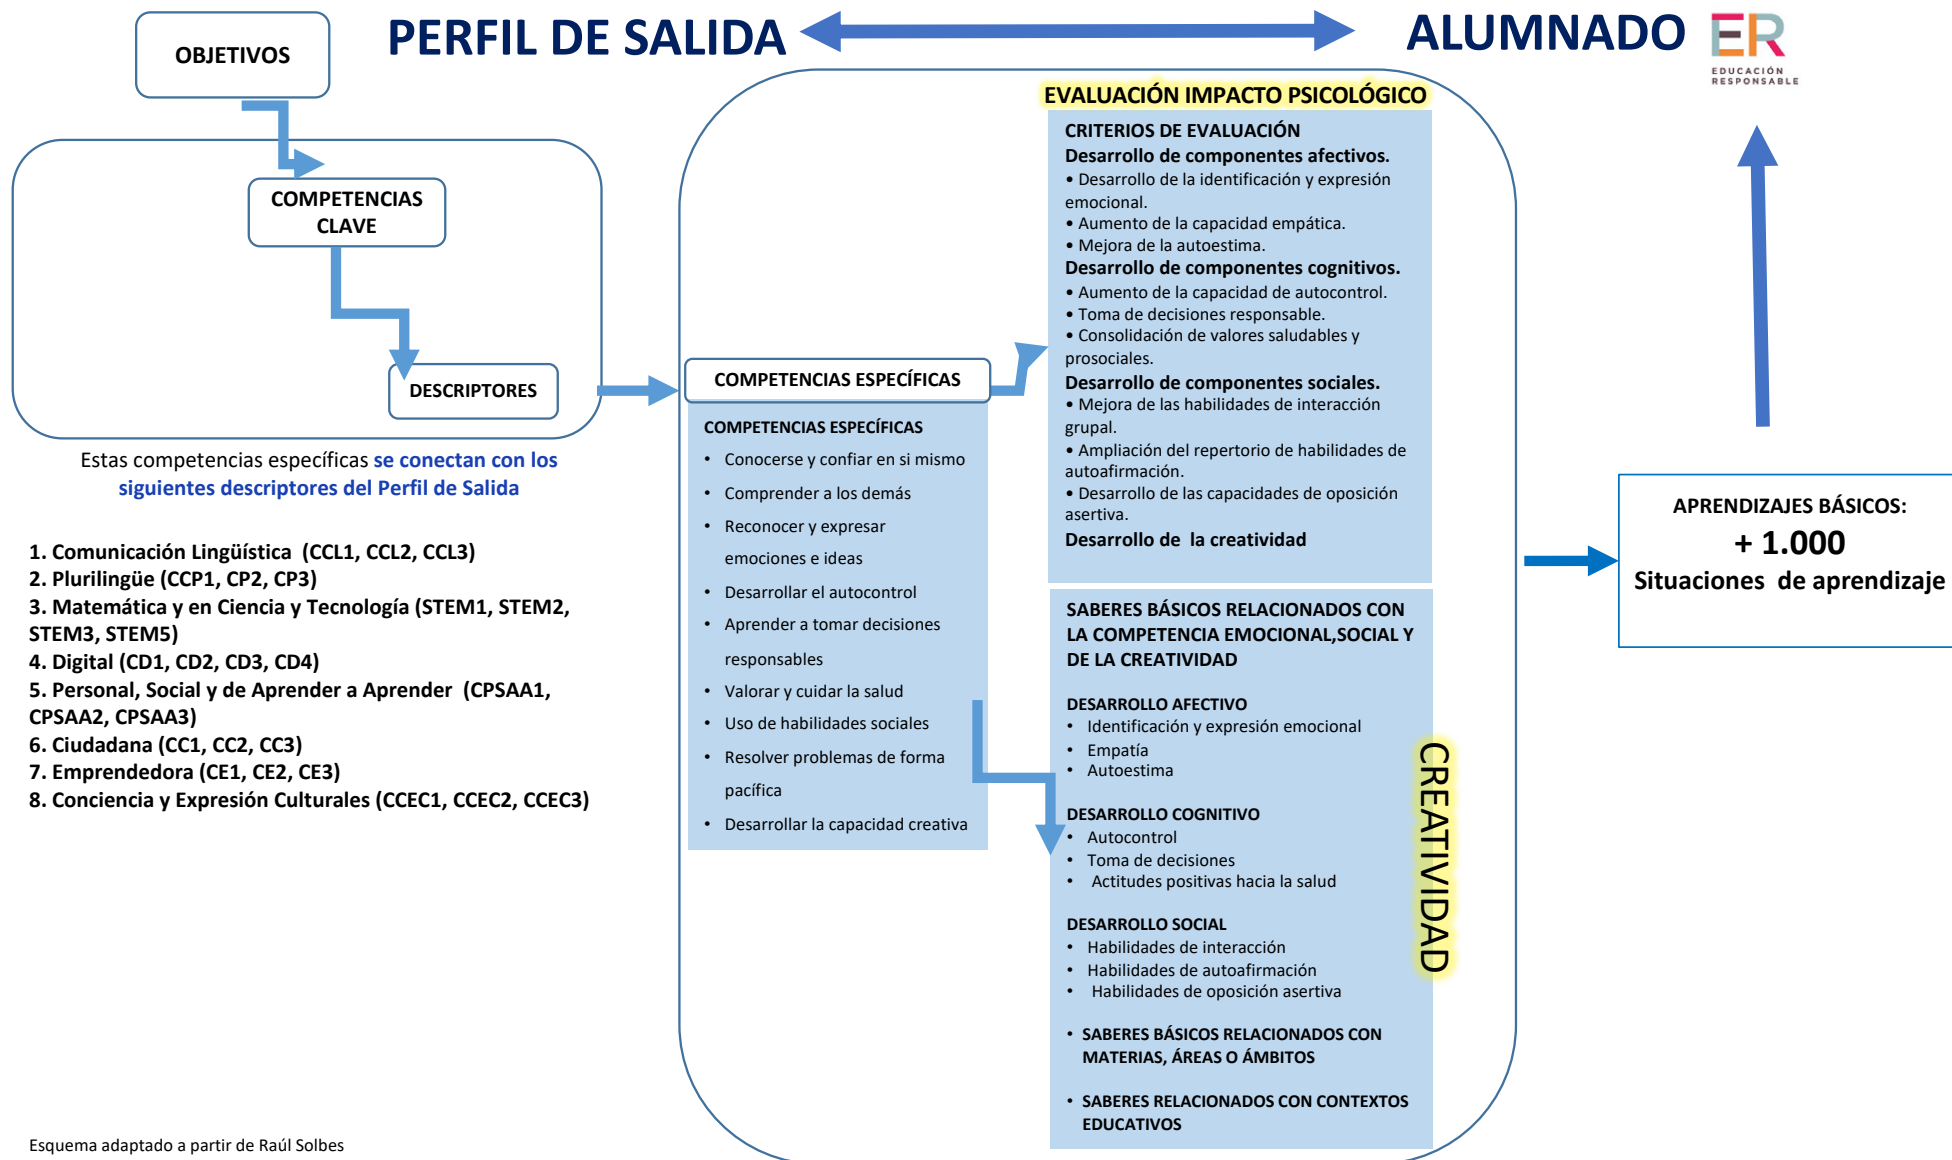 OBJETIVOS
PERFIL DE SALIDA
ALUMNADO
ER
EDUCACIÓN
RESPONSABLE
COMPETENCIAS
CLAVE
DESCRIPTORES
Estas competencias específicas se conectan con los
siguientes descriptores del Perfil de Salida
1. Comunicación Lingüística (CCL1, CCL2, CCL3)
2. Plurilingüe (CCP1, CP2, CP3)
3. Matemática y en Ciencia y Tecnología (STEM1, STEM2,
STEM3, STEM5)
4. Digital (CD1, CD2, CD3, CD4)
5. Personal, Social y de Aprender a Aprender (CPSAA1,
CPSAA2, CPSAA3)
6. Ciudadana (CC1, CC2, CC3)
7. Emprendedora (CE1, CE2, CE3)
8. Conciencia y Expresión Culturales (CCEC1, CCEC2, CCEC3)
COMPETENCIAS ESPECÍFICAS
COMPETENCIAS ESPECÍFICAS
• Conocerse y confiar en si mismo
• Comprender a los demás
• Reconocer y expresar
emociones e ideas
• Desarrollar el autocontrol
• Aprender a tomar decisiones
responsables
• Valorar y cuidar la salud
• Uso de habilidades sociales
• Resolver problemas de forma
pacífica
• Desarrollar la capacidad creativa
EVALUACIÓN IMPACTO PSICOLÓGICO
CRITERIOS DE EVALUACIÓN
Desarrollo de componentes afectivos.
• Desarrollo de la identificación y expresión
emocional.
• Aumento de la capacidad empática.
• Mejora de la autoestima.
Desarrollo de componentes cognitivos.
• Aumento de la capacidad de autocontrol.
• Toma de decisiones responsable.
• Consolidación de valores saludables y
prosociales.
Desarrollo de componentes sociales.
• Mejora de las habilidades de interacción
grupal.
• Ampliación del repertorio de habilidades de
autoafirmación.
• Desarrollo de las capacidades de oposición
asertiva.
Desarrollo de la creatividad
SABERES BÁSICOS RELACIONADOS CON
LA COMPETENCIA EMOCIONAL,SOCIAL Y
DE LA CREATIVIDAD
DESARROLLO AFECTIVO
• Identificación y expresión emocional
• Empatía
• Autoestima
DESARROLLO COGNITIVO
• Autocontrol
• Toma de decisiones
• Actitudes positivas hacia la salud
DESARROLLO SOCIAL
• Habilidades de interacción
• Habilidades de autoafirmación
• Habilidades de oposición asertiva
• SABERES BÁSICOS RELACIONADOS CON
MATERIAS, ÁREAS O ÁMBITOS
• SABERES RELACIONADOS CON CONTEXTOS
EDUCATIVOS
CREATIVIDAD
APRENDIZAJES BÁSICOS:
+ 1.000
Situaciones de aprendizaje
Esquema adaptado a partir de Raúl Solbes